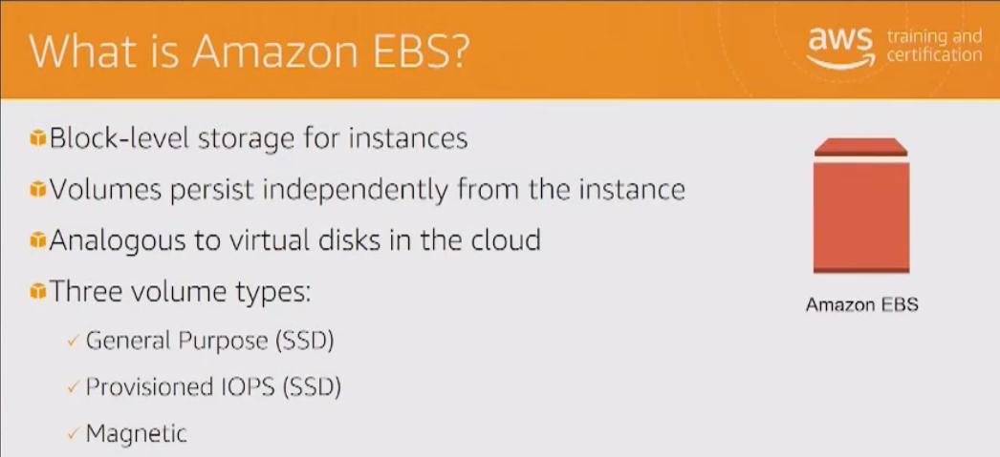 What is Amazon EBS?
aws training and
certification
Block-level storage for instances
Volumes persist independently from the instance
Analogous to virtual disks in the cloud
Three volume types:
✓ General Purpose (SSD)
✓ Provisioned IOPS (SSD)
✓ Magnetic
Amazon EBS